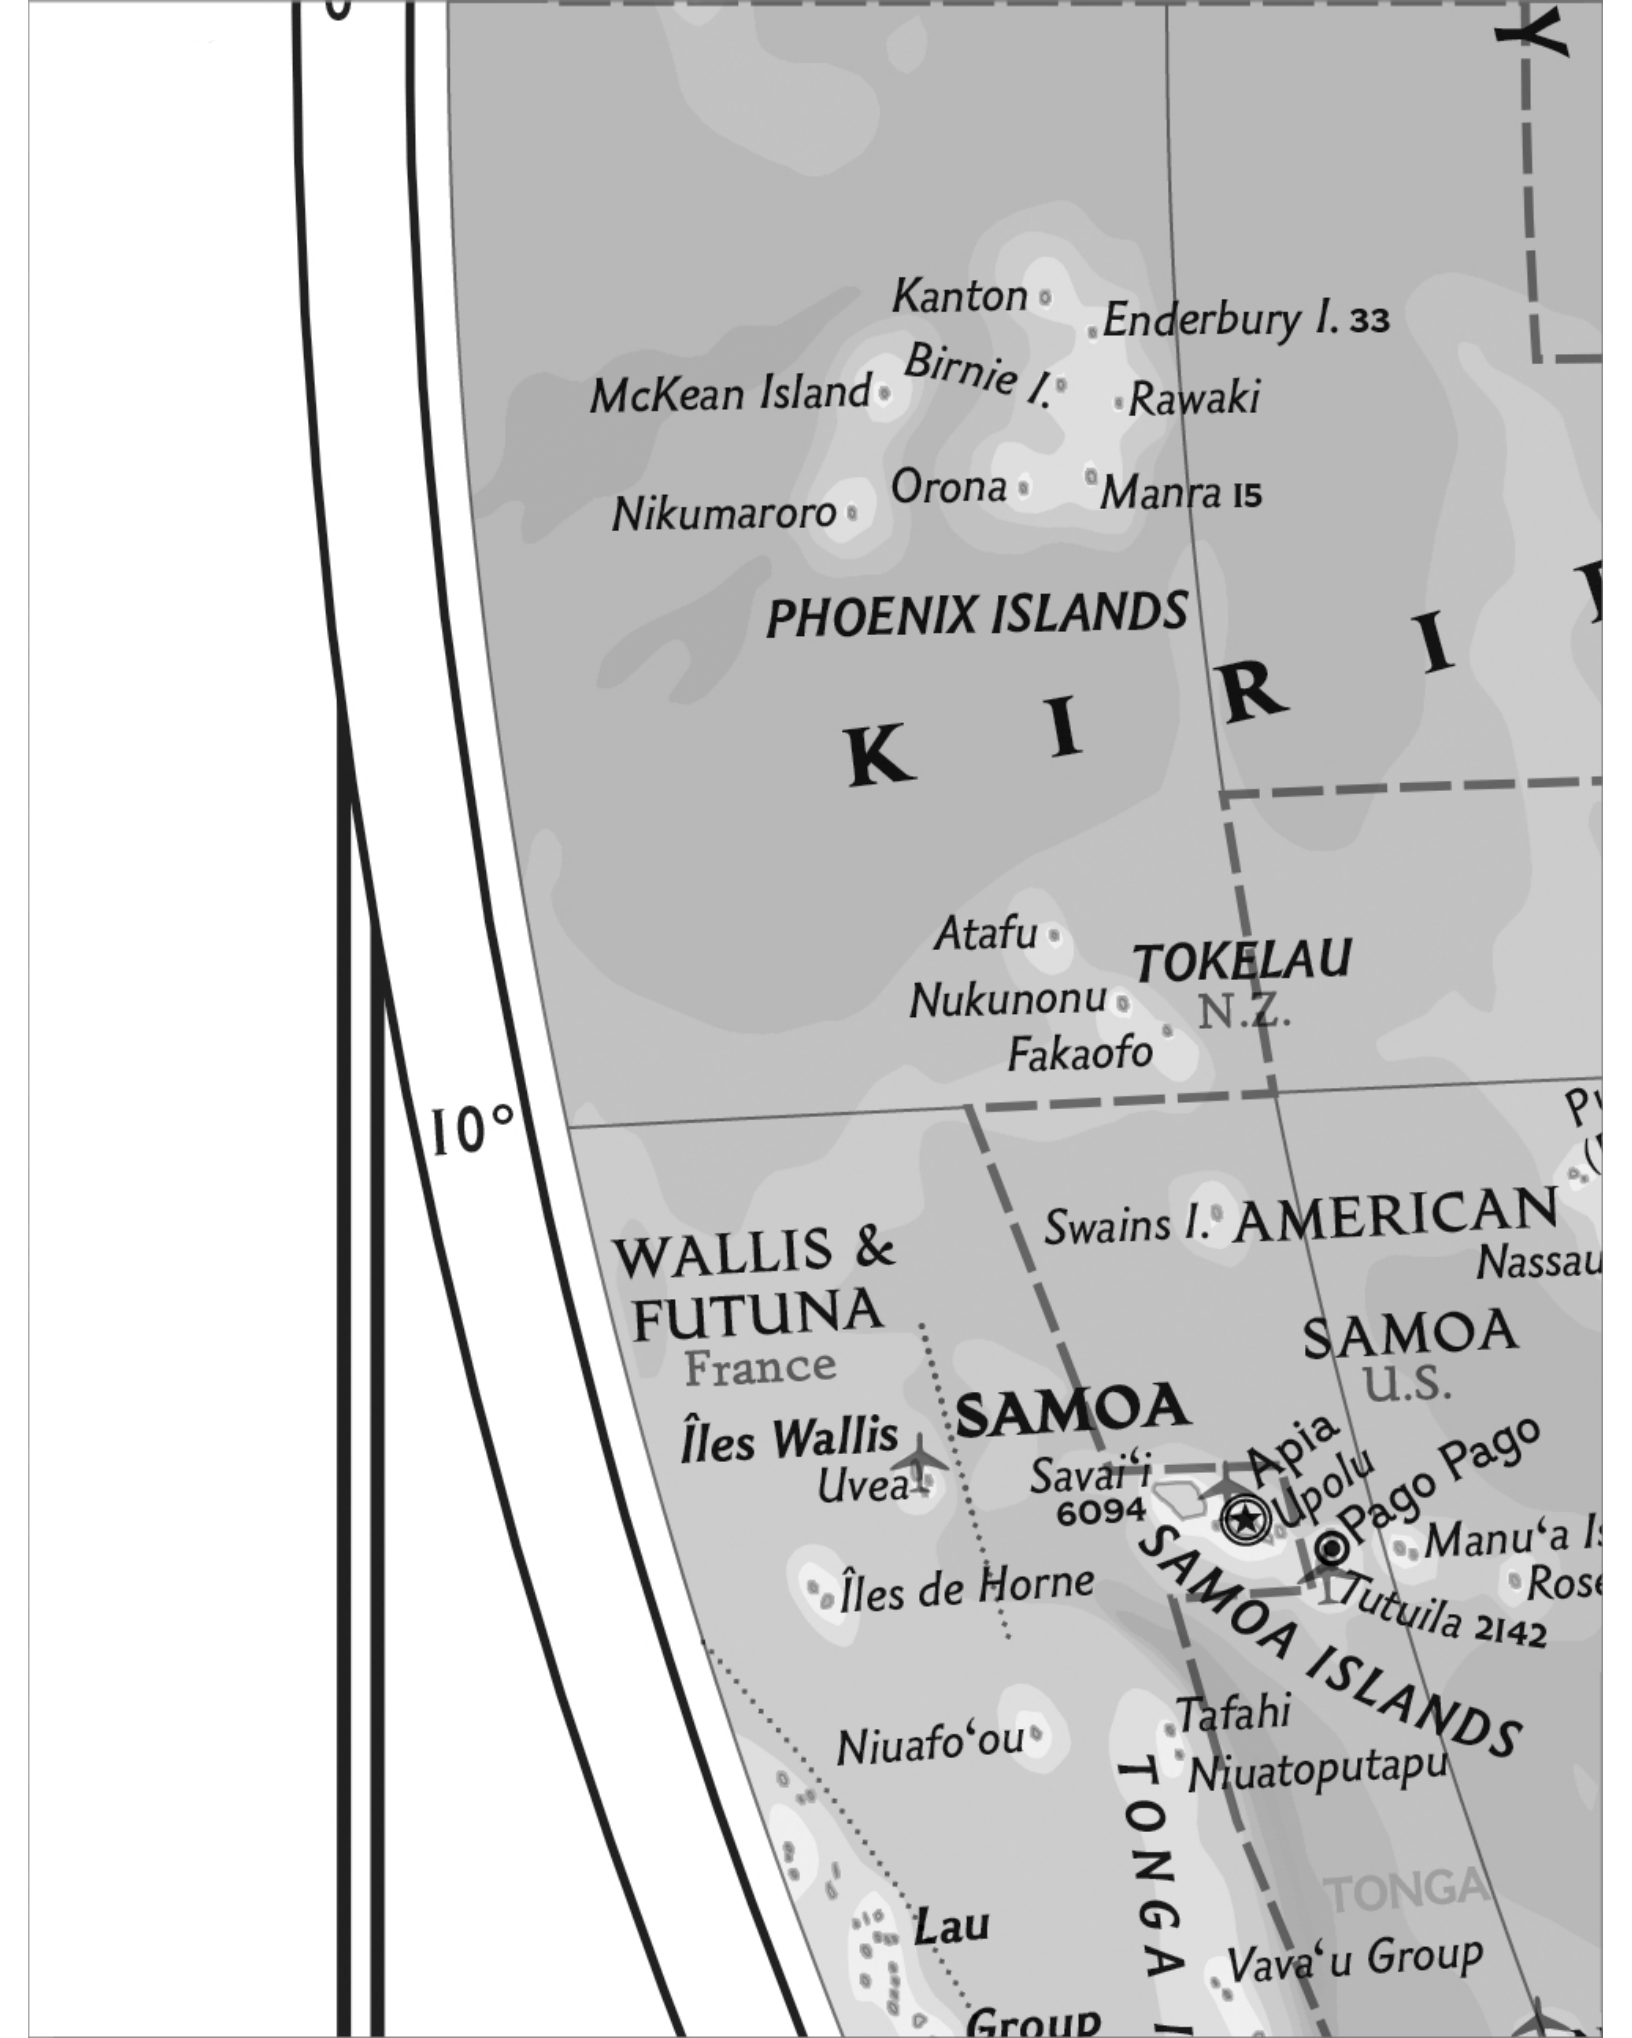 Y
Kanton
Enderbury I. 33
Birnie I.
McKean Island
Rawaki
Orona
Manra 15
Nikumaroro
PHOENIX ISLANDS
K I R I
Atafu
TOKELAU
N.Z.
Nukunonu
Fakaofo
10°
Swains I.
AMERICAN
SAMOA
U.S.
Nassau
WALLIS &
FUTUNA
France
SAMOA
Îles Wallis
Uvea
Savai‘i
6094
Apia
Upolu
Pago Pago
Manu‘a Is
Rose
Îles de Horne
Tutuila 2142
SAMOA ISLANDS
Tafahi
Niuafo‘ou
Niuatoputapu
TONGA I
TONGA
Lau
Group
Vava‘u Group